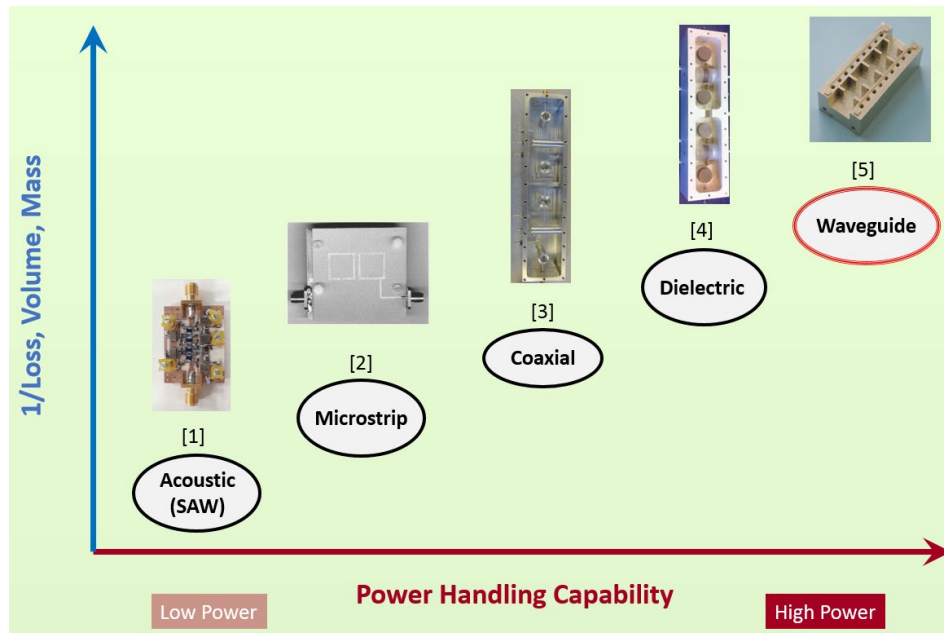 1/Loss, Volume, Mass
[1]
Acoustic
(SAW)
[2]
Microstrip
[3]
Coaxial
[4]
Dielectric
[5]
Waveguide
Low Power
Power Handling Capability
High Power